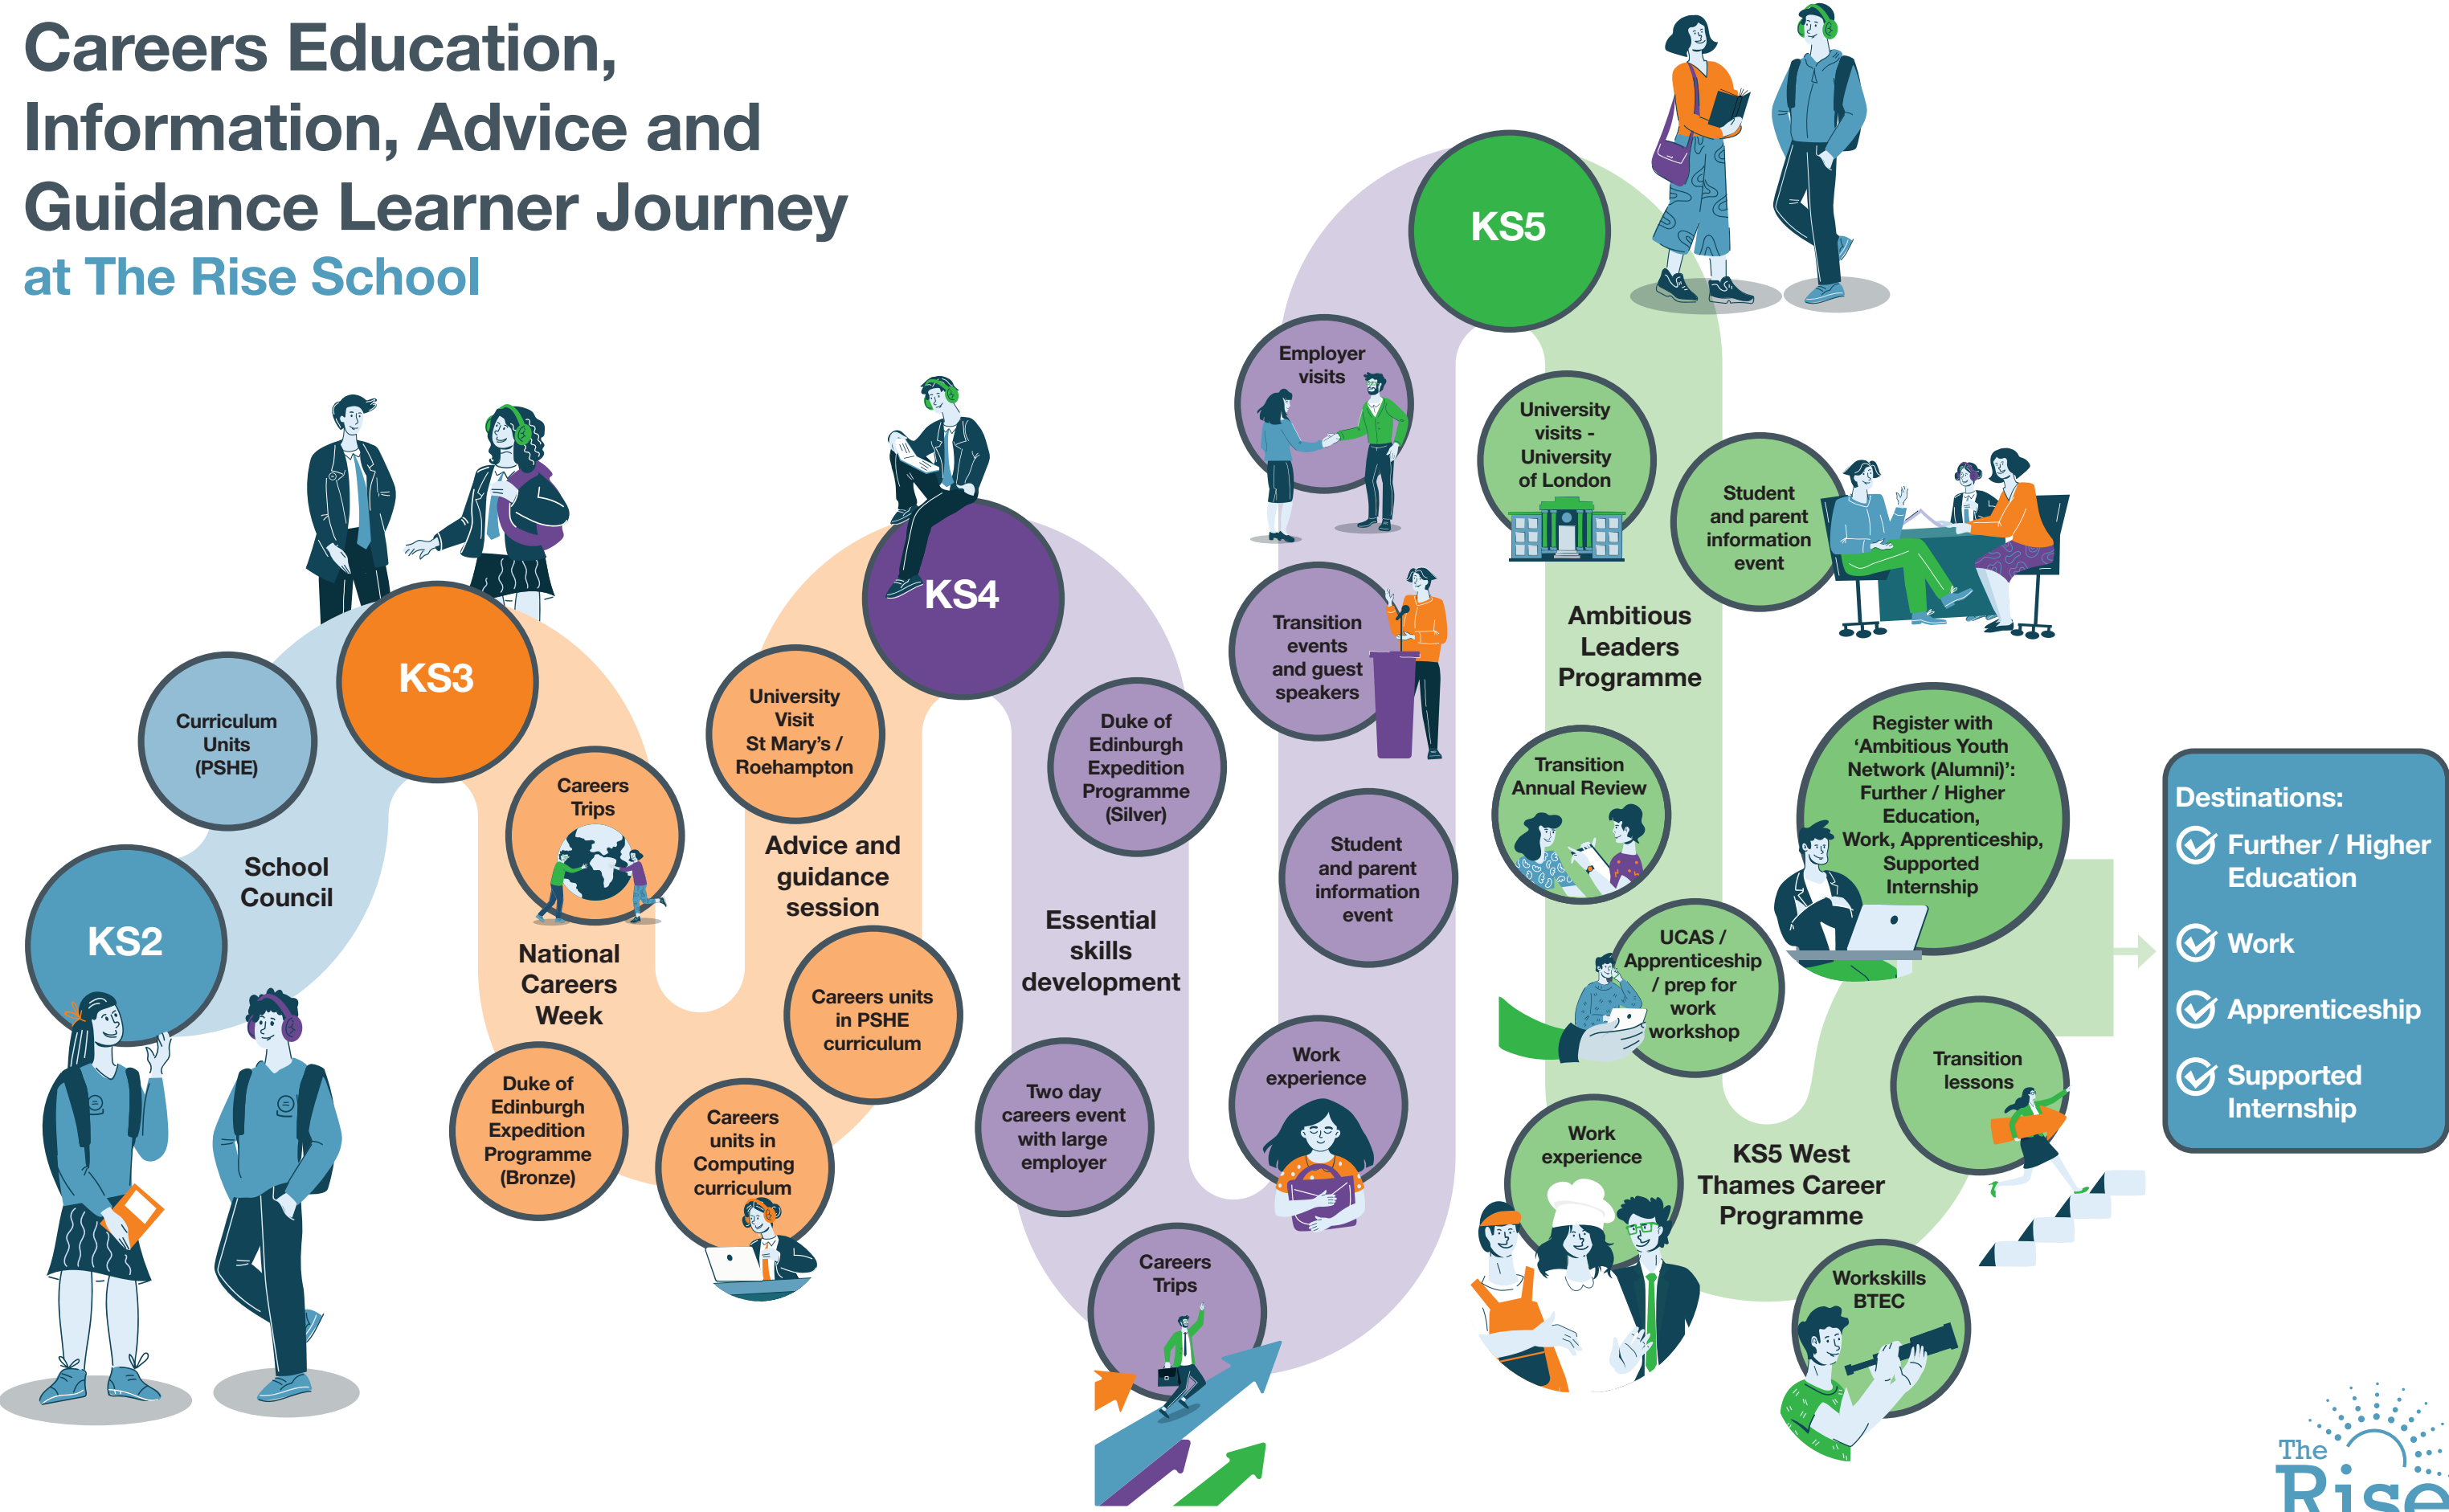 Careers Education,
Information, Advice and
Guidance Learner Journey
at The Rise School
KS2
Curriculum
Units
(PSHE)
School
Council
KS3
Careers
Trips
National
Careers
Week
Duke of
Edinburgh
Expedition
Programme
(Bronze)
Careers
units in
Computing
curriculum
Careers units
in PSHE
curriculum
Advice and
guidance
session
University
Visit
St Mary's /
Roehampton
KS4
Duke of
Edinburgh
Expedition
Programme
(Silver)
Essential
skills
development
Two day
careers event
with large
employer
Careers
Trips
Work
experience
Student
and parent
information
event
Transition
events
and guest
speakers
Employer
visits
KS5
University
visits -
University
of London
Student
and parent
information
event
Ambitious
Leaders
Programme
Transition
Annual Review
UCAS /
Apprenticeship
/ prep for
work
workshop
Work
experience
KS5 West
Thames Career
Programme
Workskills
BTEC
Transition
lessons
Register with
‘Ambitious Youth
Network (Alumni)’:
Further / Higher
Education,
Work, Apprenticeship,
Supported
Internship
Destinations:
Further / Higher
Education
Work
Apprenticeship
Supported
Internship
The
Rise